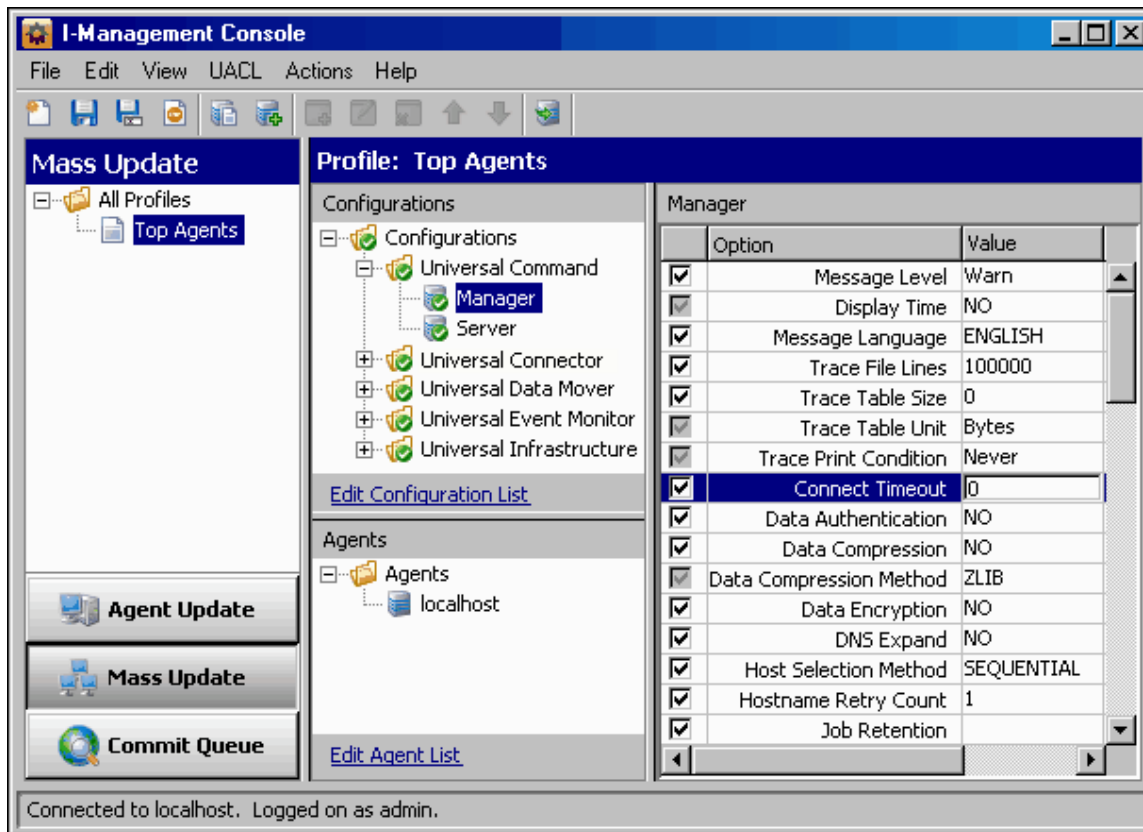 I-Management Console
File Edit View UACL Actions Help
Mass Update
All Profiles
Top Agents
Agent Update
Mass Update
Commit Queue
Profile: Top Agents
Configurations
Configurations
Universal Command
Manager
Server
Universal Connector
Universal Data Mover
Universal Event Monitor
Universal Infrastructure
Edit Configuration List
Agents
Agents
localhost
Edit Agent List
Manager
Option Value
Message Level Warn
Display Time NO
Message Language ENGLISH
Trace File Lines 100000
Trace Table Size 0
Trace Table Unit Bytes
Trace Print Condition Never
Connect Timeout 0
Data Authentication NO
Data Compression NO
Data Compression Method ZLIB
Data Encryption NO
DNS Expand NO
Host Selection Method SEQUENTIAL
Hostname Retry Count 1
Job Retention
Connected to localhost. Logged on as admin.